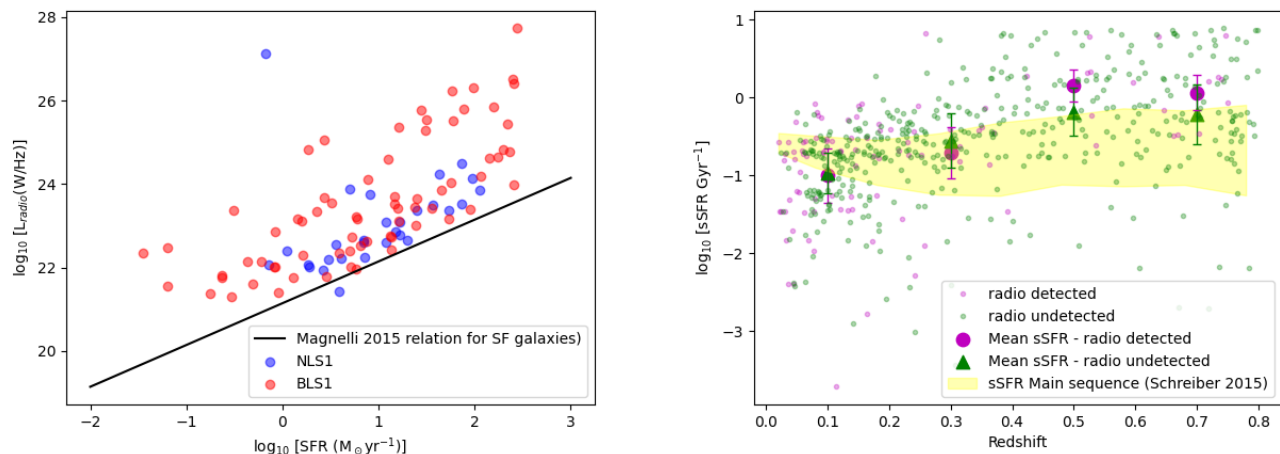 28
26
24
22
20
log₁₀ [L_radio(W/Hz)]
−2
−1
0
1
2
3
log₁₀ [SFR (M☉yr⁻¹)]
Magnelli 2015 relation for SF galaxies)
NLS1
BLS1
1
0
−1
−2
−3
log₁₀ [sSFR Gyr⁻¹]
0.0
0.1
0.2
0.3
0.4
0.5
0.6
0.7
0.8
Redshift
radio detected
radio undetected
Mean sSFR - radio detected
Mean sSFR - radio undetected
sSFR Main sequence (Schreiber 2015)